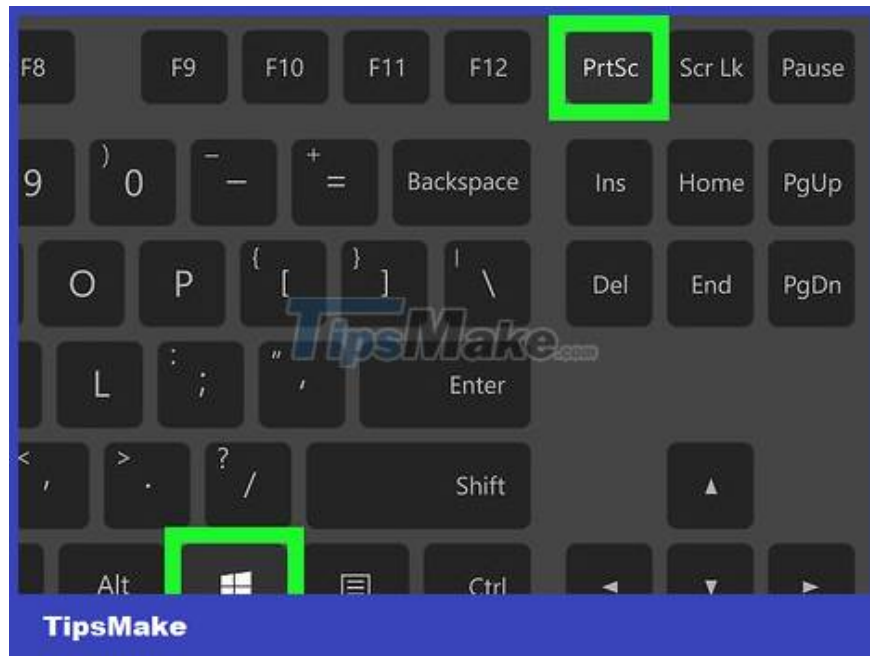 F8 F9 F10 F11 F12 PrtSc Scr Lk Pause
9 ) 0 _ – + = Backspace Ins Home PgUp
O P { [ } ] | \ Del End PgDn
TipsMake.com
L : ; " ' Enter
< , > . ? / Shift
Alt Ctrl
TipsMake